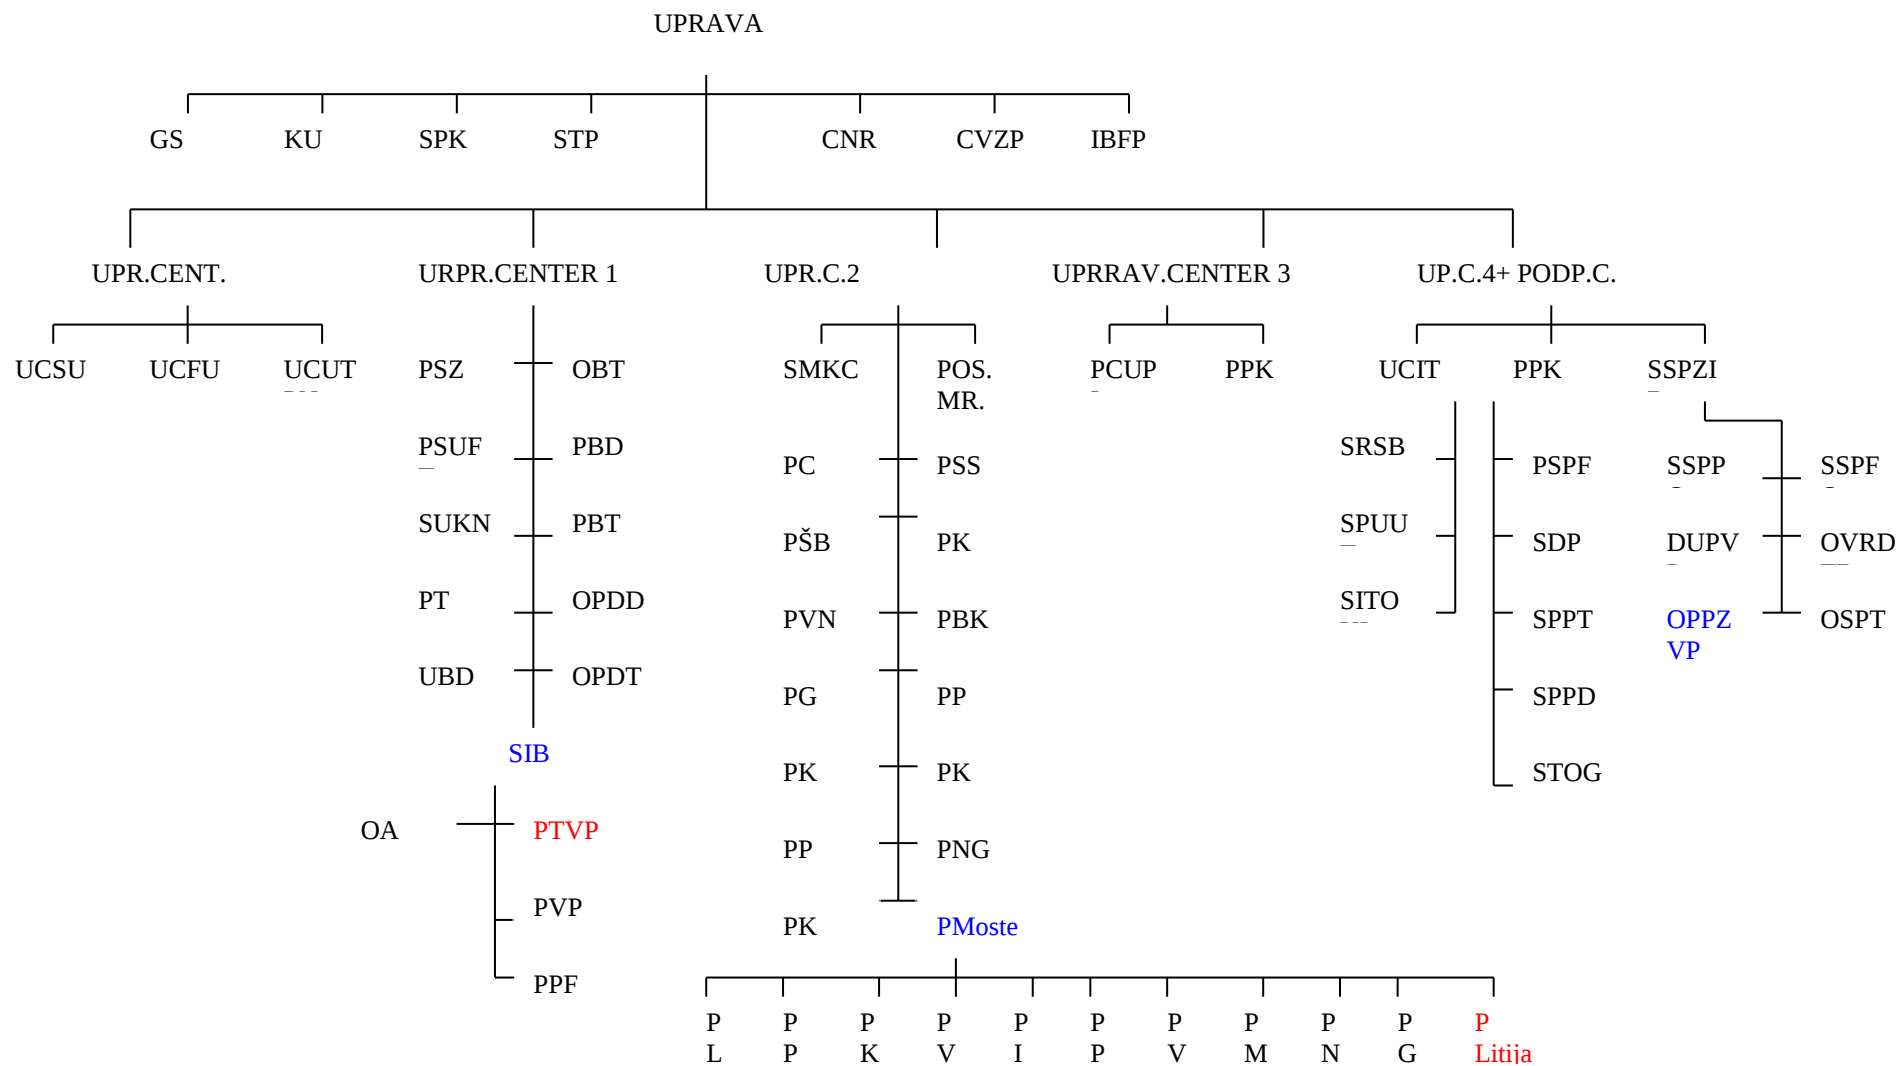 UPRAVA
GS KU SPK STP CNR CVZP IBFP
UPR.CENT. URPR.CENTER 1 UPR.C.2 UPRRAV.CENTER 3 UP.C.4+ PODP.C.
UCSU UCFU UCUT PSZ OBT SMKC POS. PCUP PPK UCIT PPK SSPZI
MR.
PSUF PBD SRSB
PC PSS PSPF SSPP SSPF
SUKN PBT SPUU
PŠB PK SDP DUPV OVRD
PT OPDD SITO
PVN PBK SPPT OPPZ OSPT
VP
UBD OPDT
PG PP SPPD
SIB
PK PK STOG
OA PTVP
PP PNG
PVP
PK PMoste
PPF
P P P P P P P P P P P
L P K V I P V M N G Litija